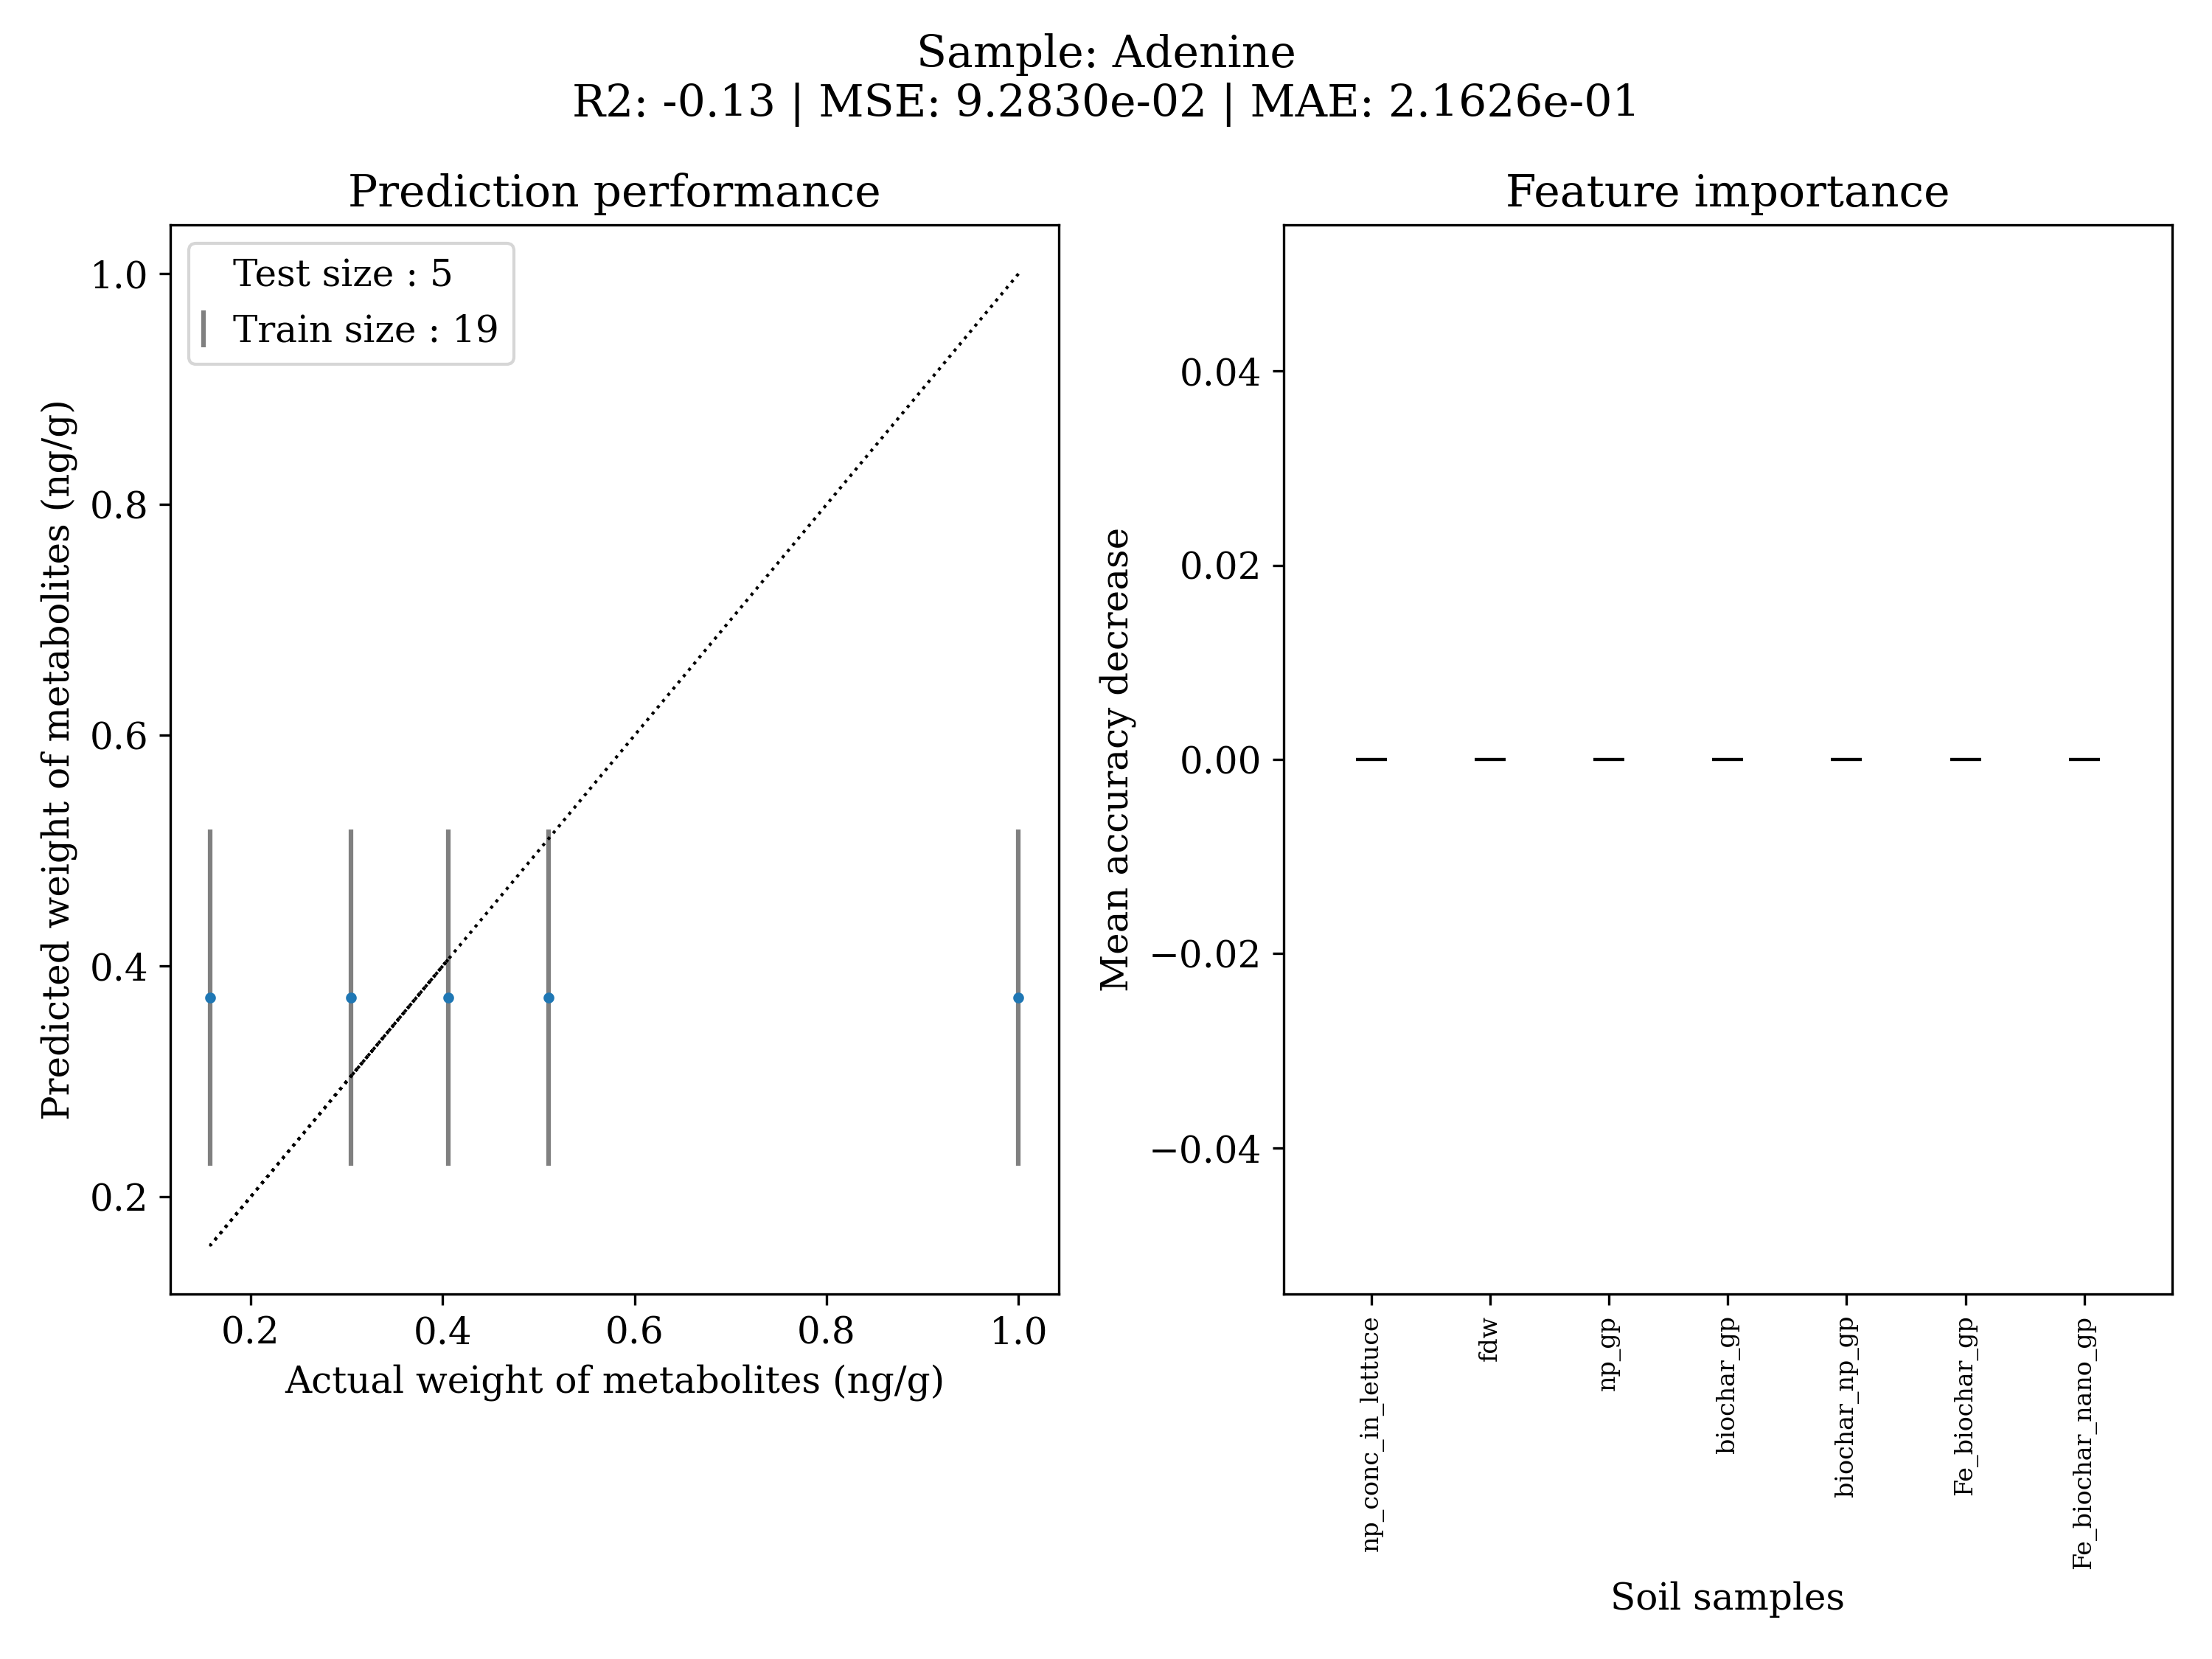 Sample: Adenine
R2: -0.13 | MSE: 9.2830e-02 | MAE: 2.1626e-01
Prediction performance
Test size : 5
Train size : 19
1.0
0.8
0.6
0.4
0.2
Predicted weight of metabolites (ng/g)
0.2
0.4
0.6
0.8
1.0
Actual weight of metabolites (ng/g)
Feature importance
0.04
0.02
0.00
−0.02
−0.04
Mean accuracy decrease
np_conc_in_lettuce
fdw
np_gp
biochar_gp
biochar_np_gp
Fe_biochar_gp
Fe_biochar_nano_gp
Soil samples